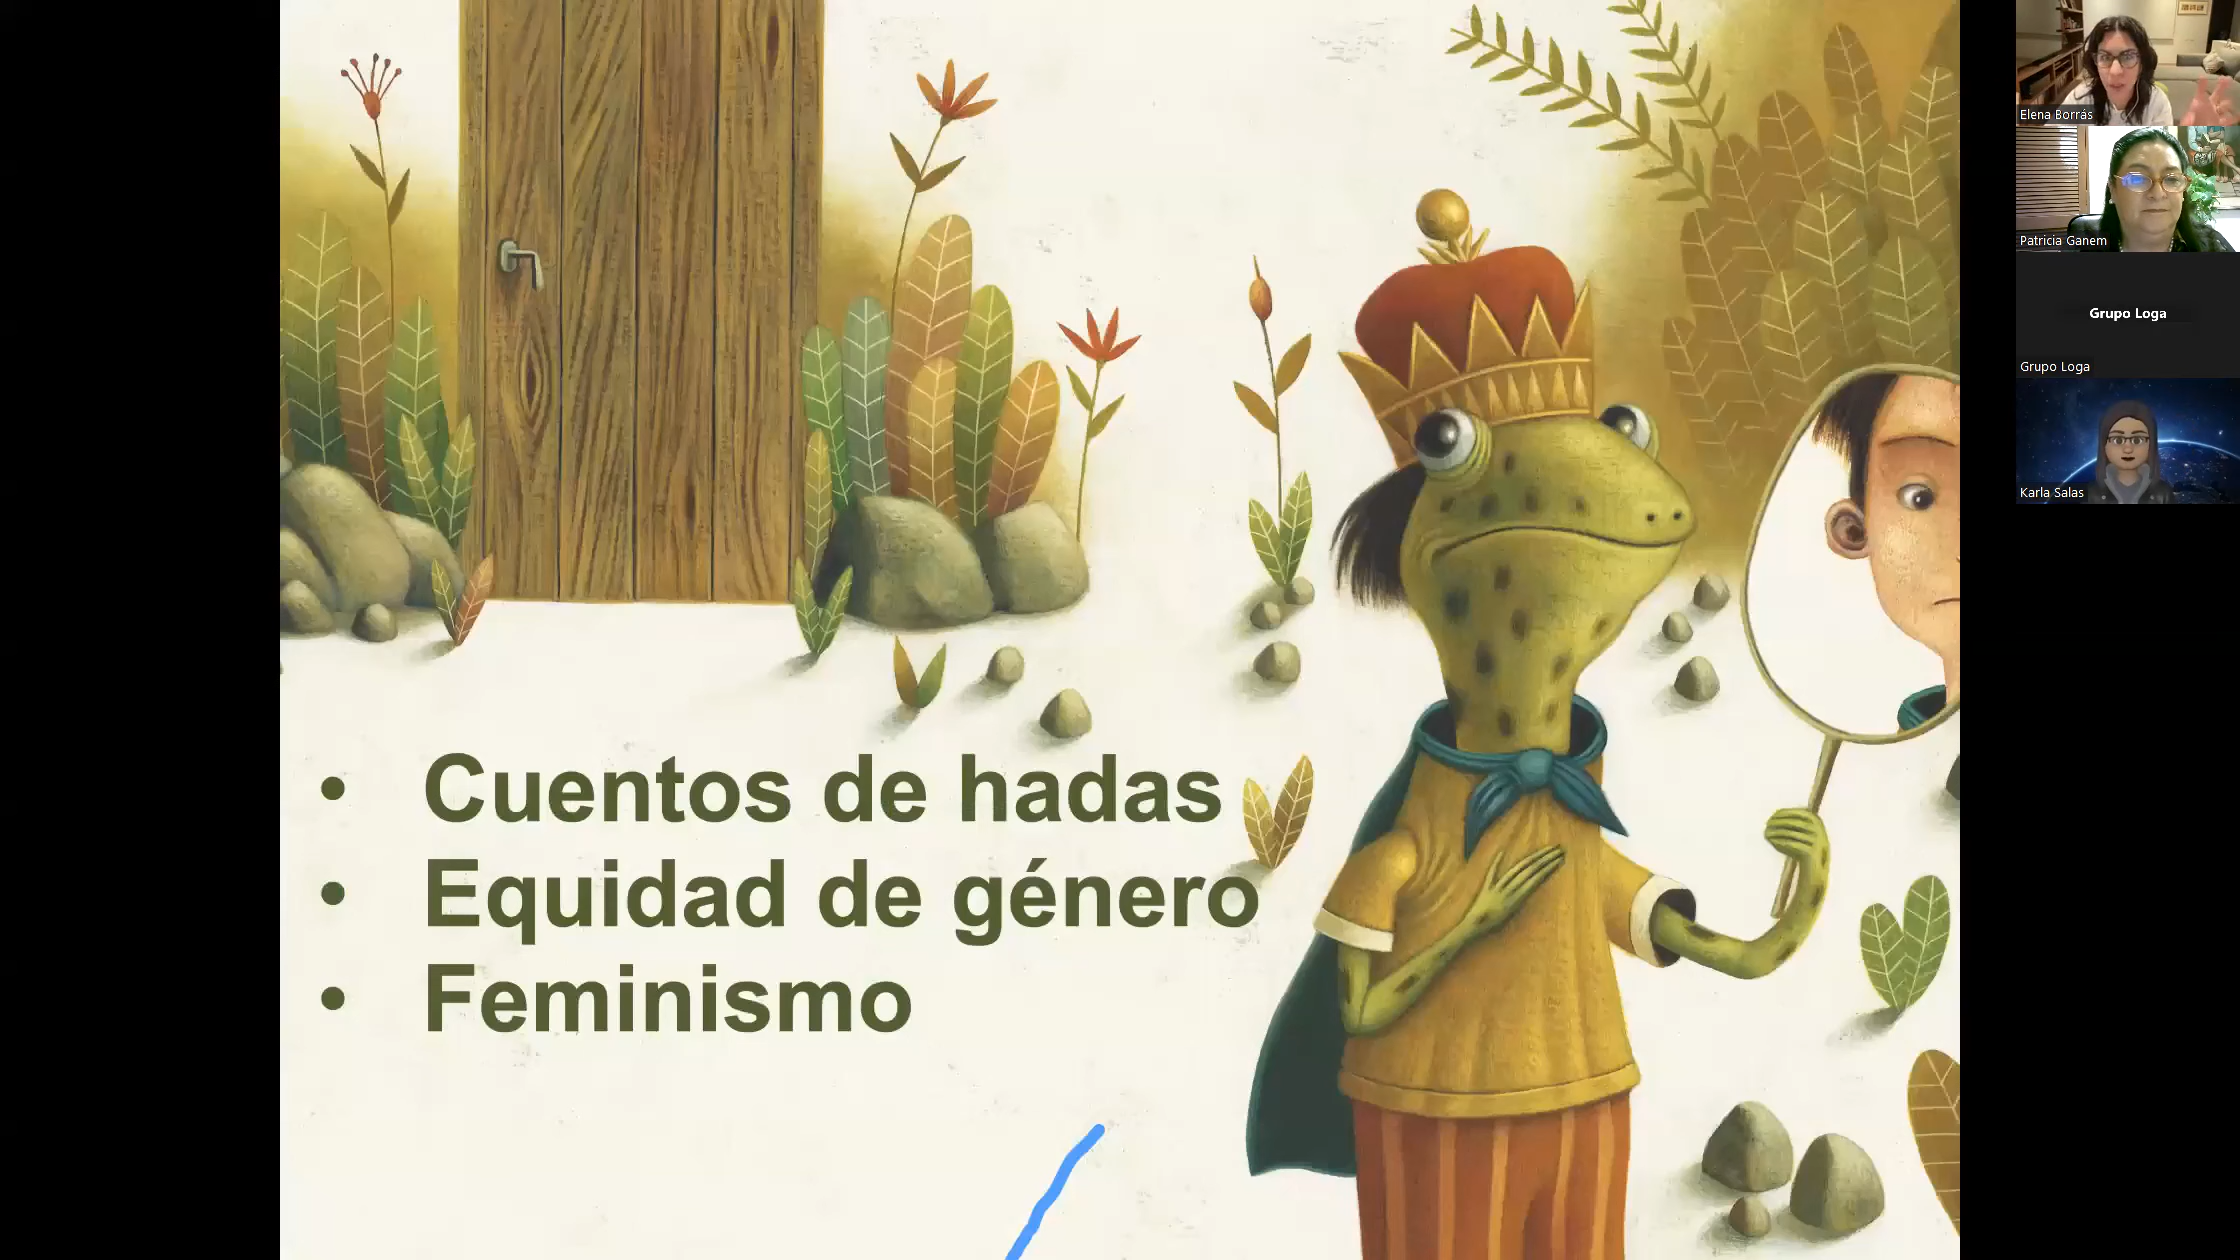 • Cuentos de hadas
• Equidad de género
• Feminismo
Elena Borrás
Patricia Ganem
Grupo Loga
Grupo Loga
Karla Salas